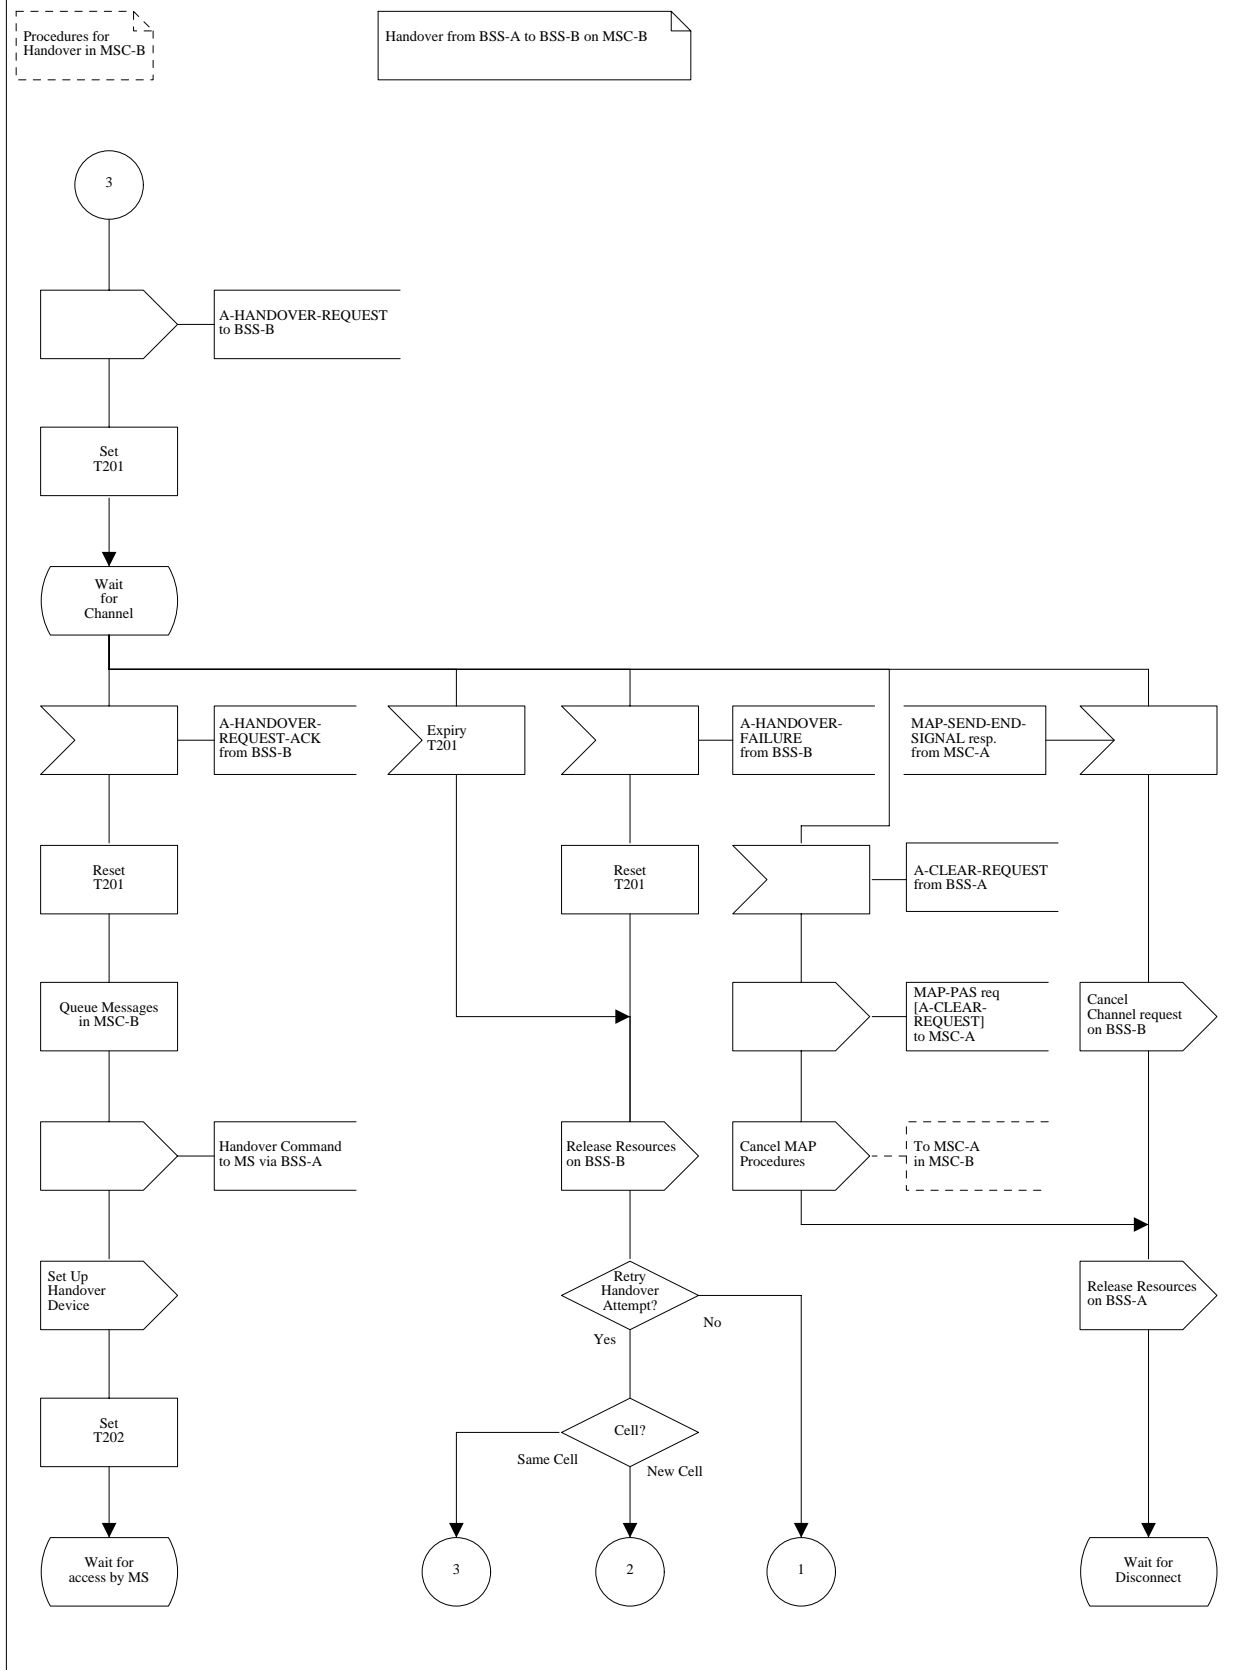 Procedures for
Handover in MSC-B
Handover from BSS-A to BSS-B on MSC-B
3
A-HANDOVER-REQUEST
to BSS-B
Set
T201
Wait
for
Channel
A-HANDOVER-
REQUEST-ACK
from BSS-B
Expiry
T201
A-HANDOVER-
FAILURE
from BSS-B
MAP-SEND-END-
SIGNAL resp.
from MSC-A
Reset
T201
Reset
T201
A-CLEAR-REQUEST
from BSS-A
Queue Messages
in MSC-B
MAP-PAS req
[A-CLEAR-
REQUEST]
to MSC-A
Cancel
Channel request
on BSS-B
Handover Command
to MS via BSS-A
Release Resources
on BSS-B
Cancel MAP
Procedures
To MSC-A
in MSC-B
Set Up
Handover
Device
Retry
Handover
Attempt?
Yes
No
Release Resources
on BSS-A
Set
T202
Cell?
Same Cell
New Cell
Wait for
access by MS
3
2
1
Wait for
Disconnect